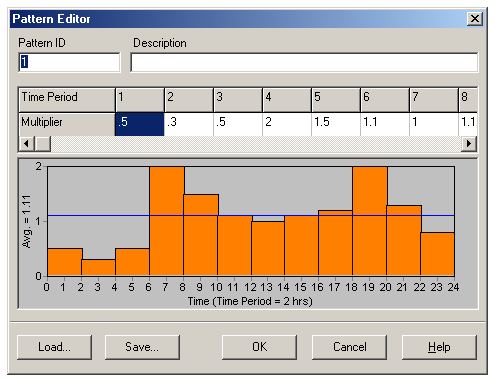 Pattern Editor
Pattern ID Description
1
Time Period 1 2 3 4 5 6 7 8
Multiplier .5 .3 .5 2 1.5 1.1 1 1.1
2
1
0
Avg. = 1.11
0 1 2 3 4 5 6 7 8 9 10 11 12 13 14 15 16 17 18 19 20 21 22 23 24
Time (Time Period = 2 hrs)
Load... Save... OK Cancel Help